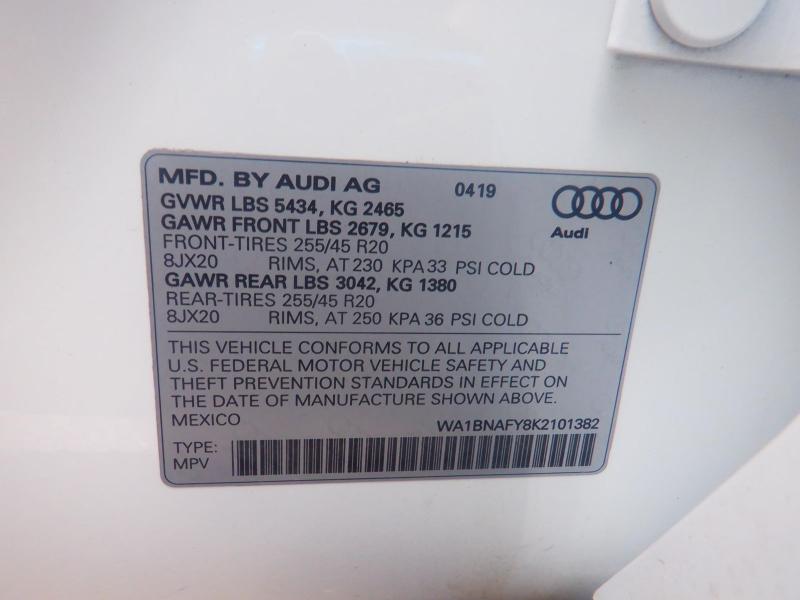 MFD. BY AUDI AG 0419
GVWR LBS 5434, KG 2465
GAWR FRONT LBS 2679, KG 1215
Audi
FRONT-TIRES 255/45 R20
8JX20 RIMS, AT 230 KPA 33 PSI COLD
GAWR REAR LBS 3042, KG 1380
REAR-TIRES 255/45 R20
8JX20 RIMS, AT 250 KPA 36 PSI COLD
THIS VEHICLE CONFORMS TO ALL APPLICABLE
U.S. FEDERAL MOTOR VEHICLE SAFETY AND
THEFT PREVENTION STANDARDS IN EFFECT ON
THE DATE OF MANUFACTURE SHOWN ABOVE.
MEXICO WA1BNAFY8K2101382
TYPE:
MPV